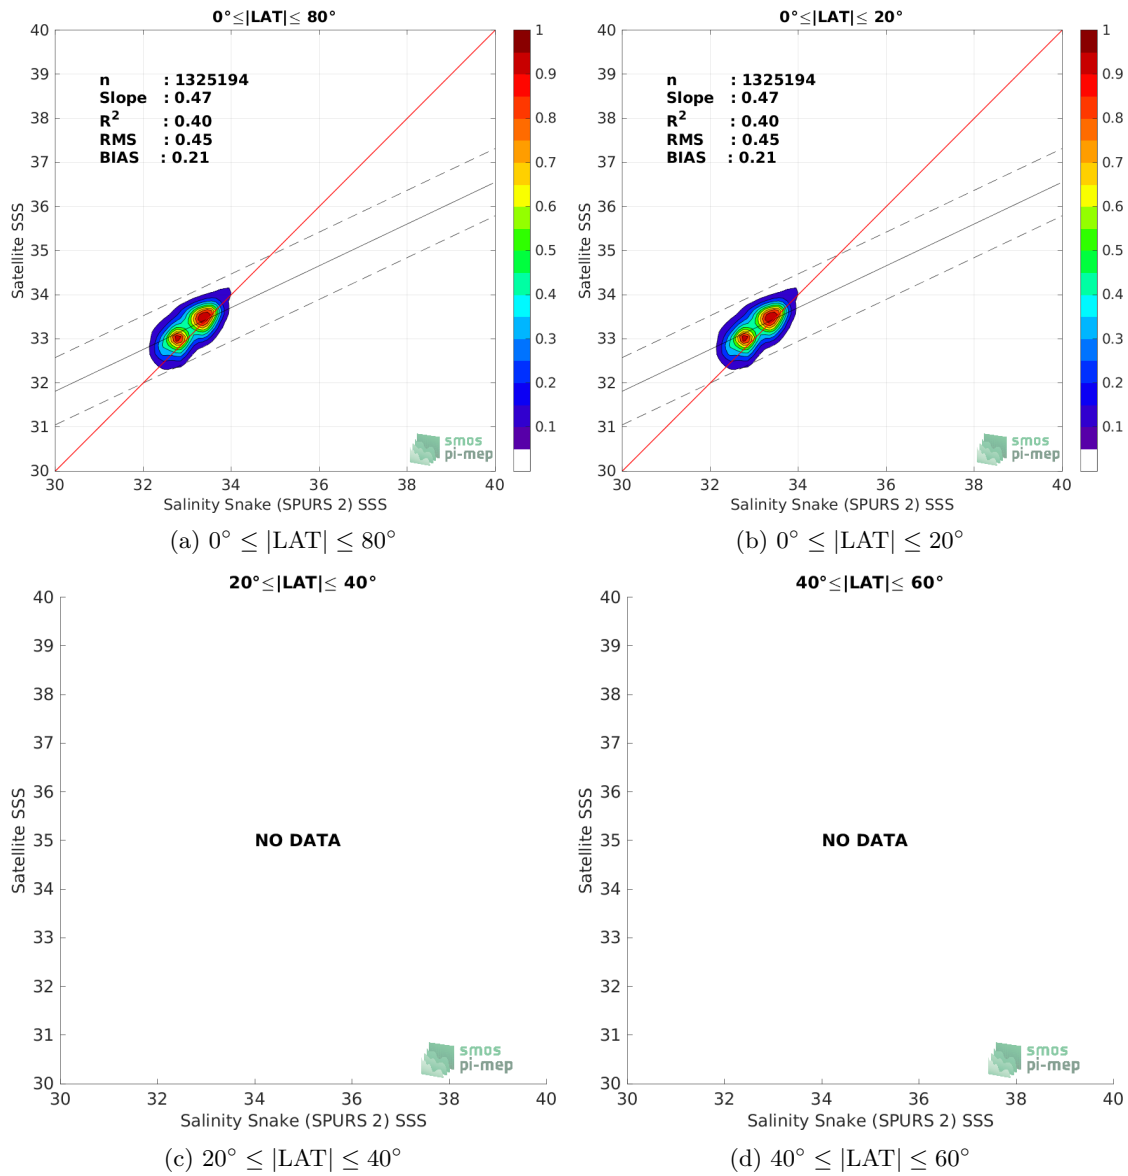 0°≤|LAT|≤ 80°
40
39
38
37
36
35
34
33
32
31
30
Satellite SSS
n : 1325194
Slope : 0.47
R² : 0.40
RMS : 0.45
BIAS : 0.21
1
0.9
0.8
0.7
0.6
0.5
0.4
0.3
0.2
0.1
smos
pi-mep
30 32 34 36 38 40
Salinity Snake (SPURS 2) SSS
(a) 0° ≤ |LAT| ≤ 80°
0°≤|LAT|≤ 20°
40
39
38
37
36
35
34
33
32
31
30
Satellite SSS
n : 1325194
Slope : 0.47
R² : 0.40
RMS : 0.45
BIAS : 0.21
1
0.9
0.8
0.7
0.6
0.5
0.4
0.3
0.2
0.1
smos
pi-mep
30 32 34 36 38 40
Salinity Snake (SPURS 2) SSS
(b) 0° ≤ |LAT| ≤ 20°
20°≤|LAT|≤ 40°
40
39
38
37
36
35
34
33
32
31
30
Satellite SSS
NO DATA
smos
pi-mep
30 32 34 36 38 40
Salinity Snake (SPURS 2) SSS
(c) 20° ≤ |LAT| ≤ 40°
40°≤|LAT|≤ 60°
40
39
38
37
36
35
34
33
32
31
30
Satellite SSS
NO DATA
smos
pi-mep
30 32 34 36 38 40
Salinity Snake (SPURS 2) SSS
(d) 40° ≤ |LAT| ≤ 60°